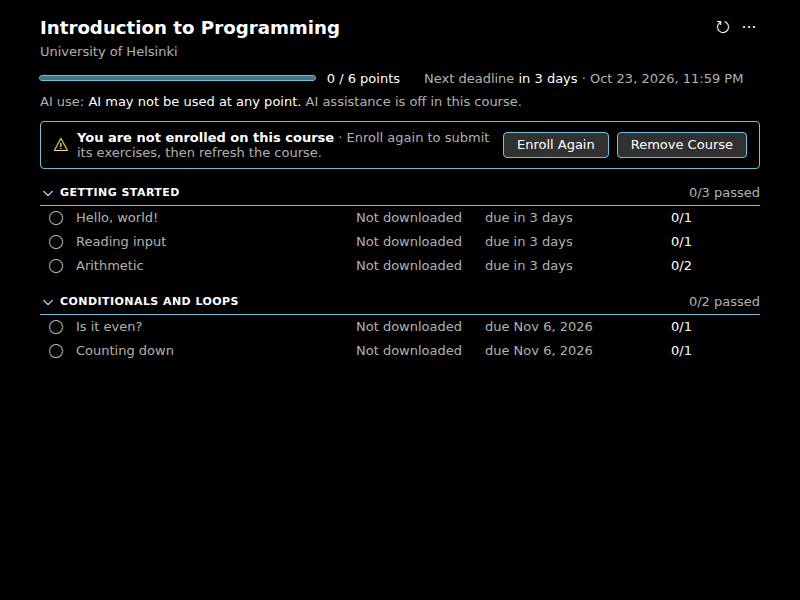 Introduction to Programming
University of Helsinki
0 / 6 points Next deadline in 3 days · Oct 23, 2026, 11:59 PM
AI use: AI may not be used at any point. AI assistance is off in this course.
You are not enrolled on this course · Enroll again to submit
its exercises, then refresh the course.
Enroll Again Remove Course
GETTING STARTED 0/3 passed
Hello, world! Not downloaded due in 3 days 0/1
Reading input Not downloaded due in 3 days 0/1
Arithmetic Not downloaded due in 3 days 0/2
CONDITIONALS AND LOOPS 0/2 passed
Is it even? Not downloaded due Nov 6, 2026 0/1
Counting down Not downloaded due Nov 6, 2026 0/1